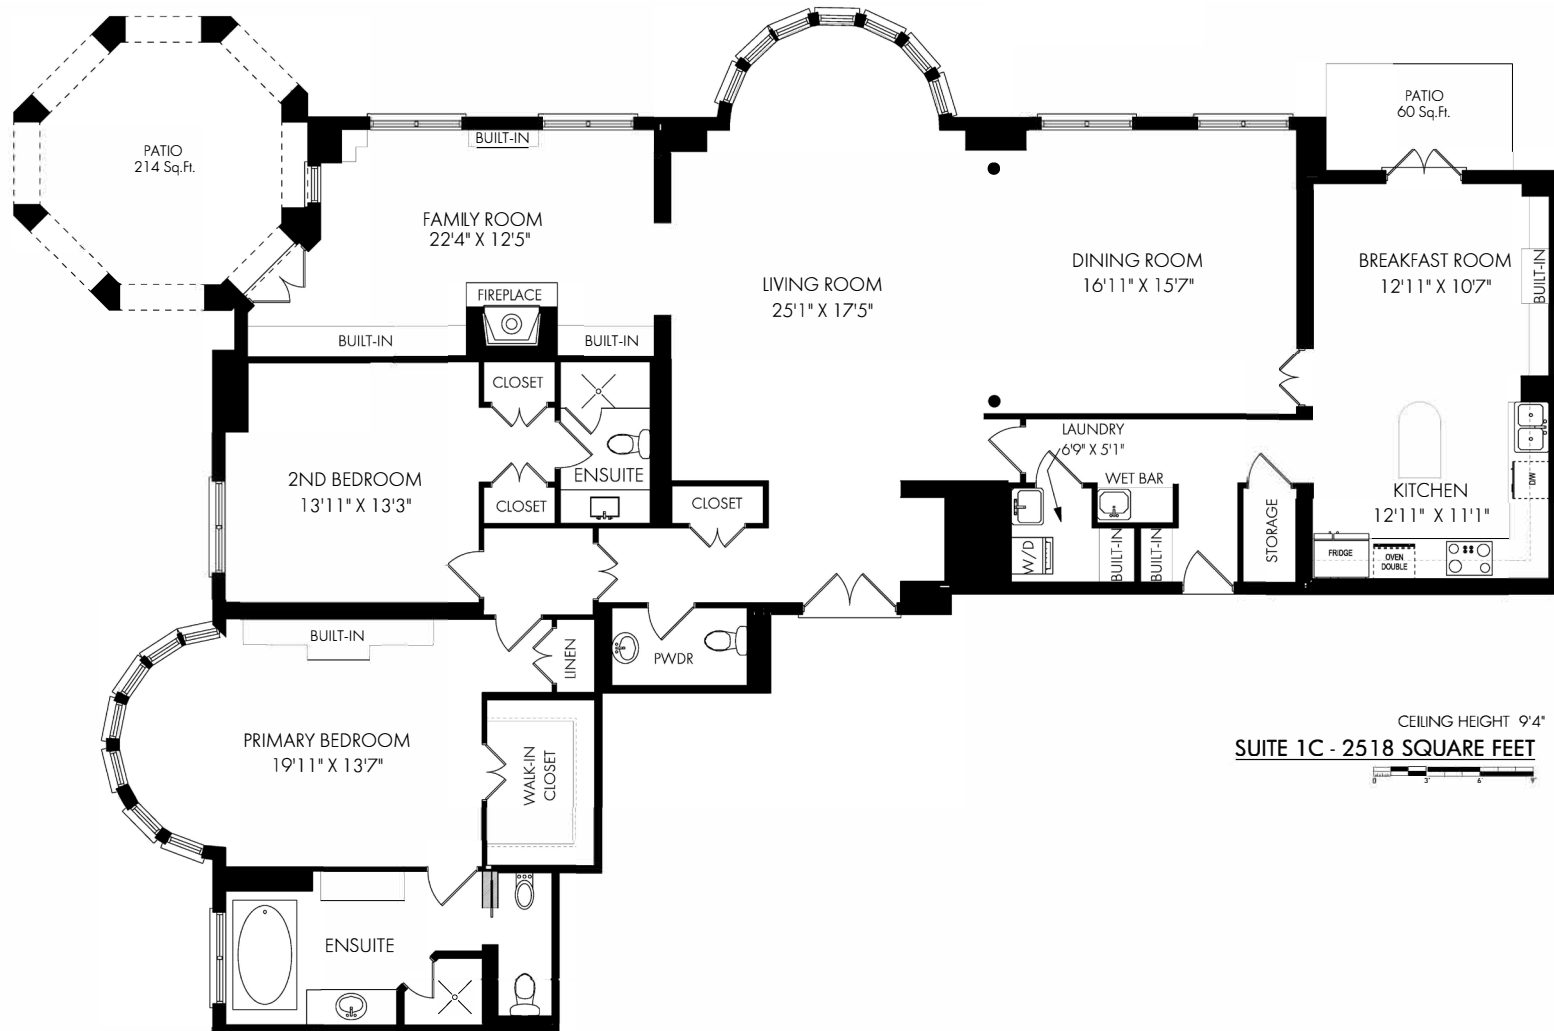 PATIO
214 Sq.Ft.
BUILT-IN
FAMILY ROOM
22'4" X 12'5"
FIREPLACE
BUILT-IN
BUILT-IN
LIVING ROOM
25'1" X 17'5"
DINING ROOM
16'11" X 15'7"
PATIO
60 Sq.Ft.
BREAKFAST ROOM
12'11" X 10'7"
BUILT-IN
CLOSET
2ND BEDROOM
13'11" X 13'3"
ENSUITE
CLOSET
CLOSET
LAUNDRY
6'9" X 5'1"
WET BAR
W/D
BUILT-IN
BUILT-IN
STORAGE
KITCHEN
12'11" X 11'1"
DW
FRIDGE
OVEN
DOUBLE
BUILT-IN
LINEN
PWDR
PRIMARY BEDROOM
19'11" X 13'7"
WALK-IN
CLOSET
ENSUITE
CEILING HEIGHT 9'4"
SUITE 1C - 2518 SQUARE FEET
0 3' 6' 9'